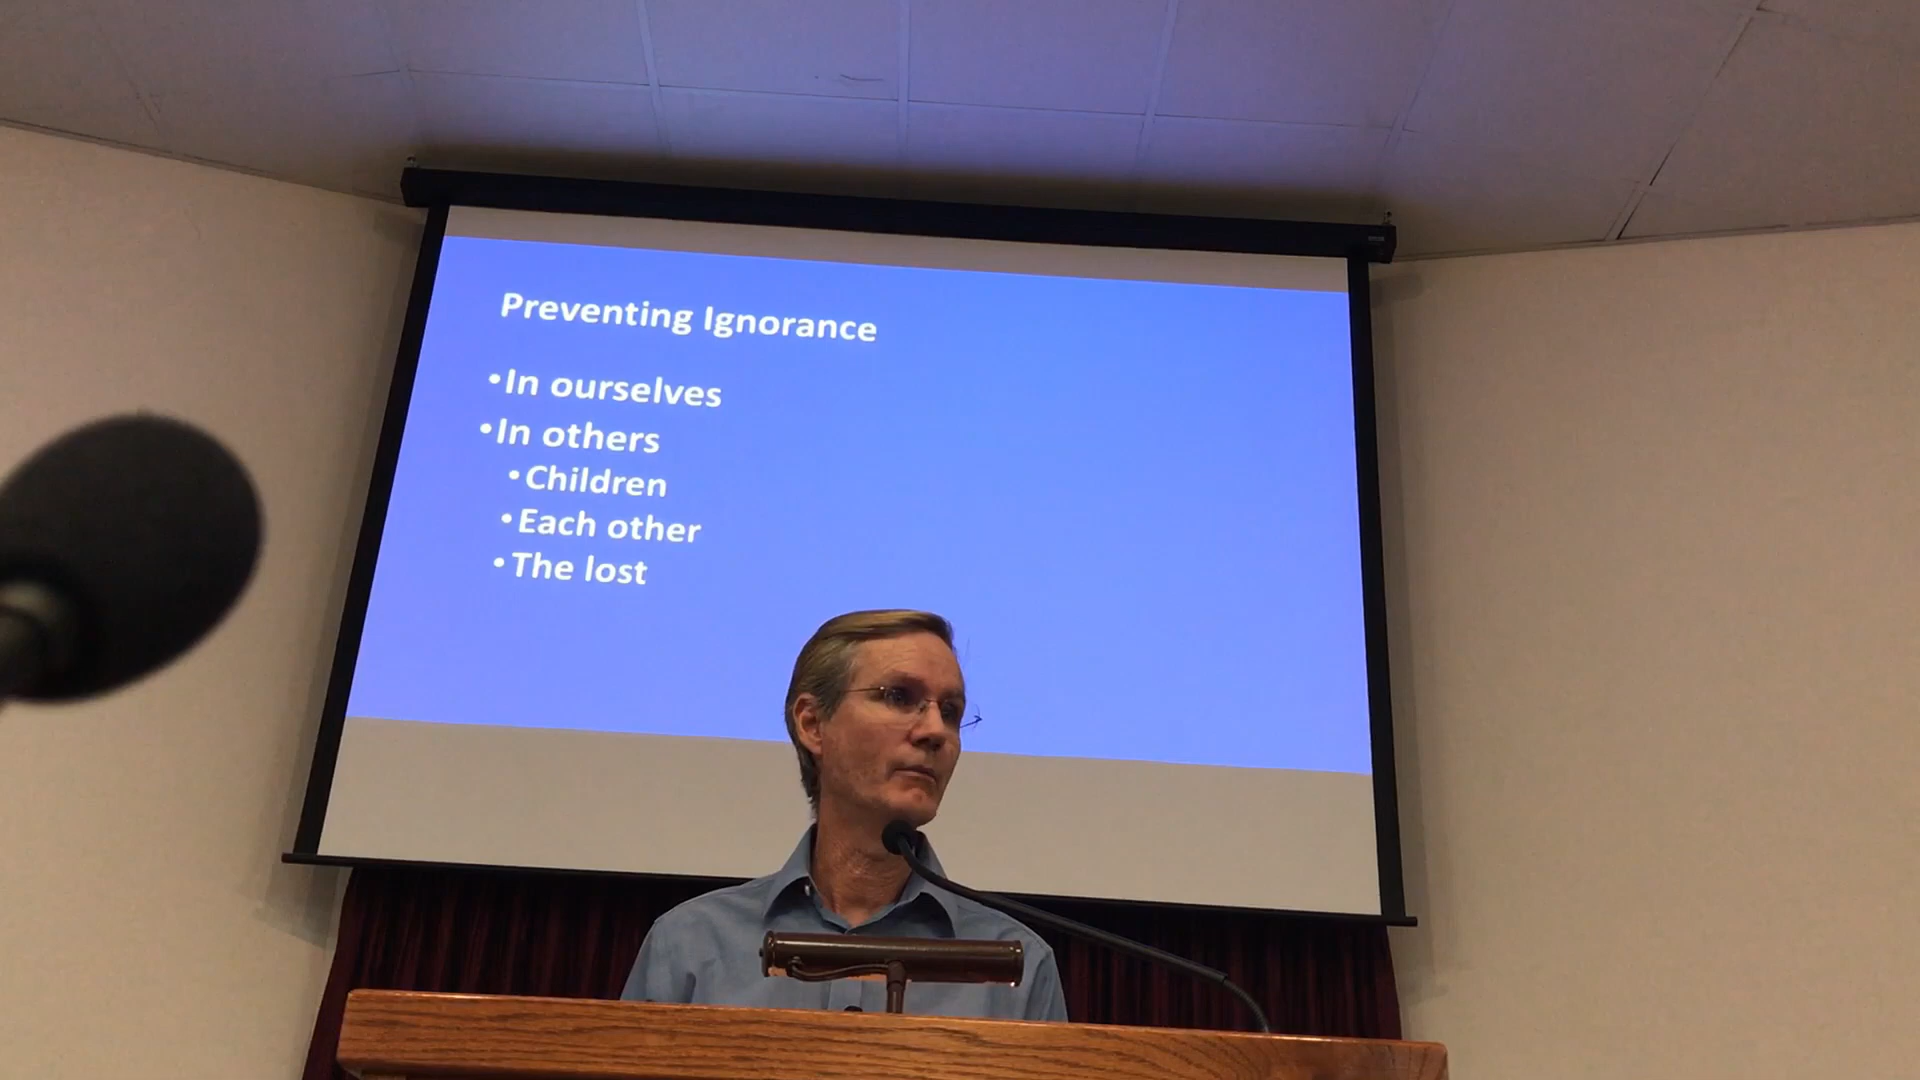 Preventing Ignorance
•In ourselves
•In others
•Children
•Each other
•The lost